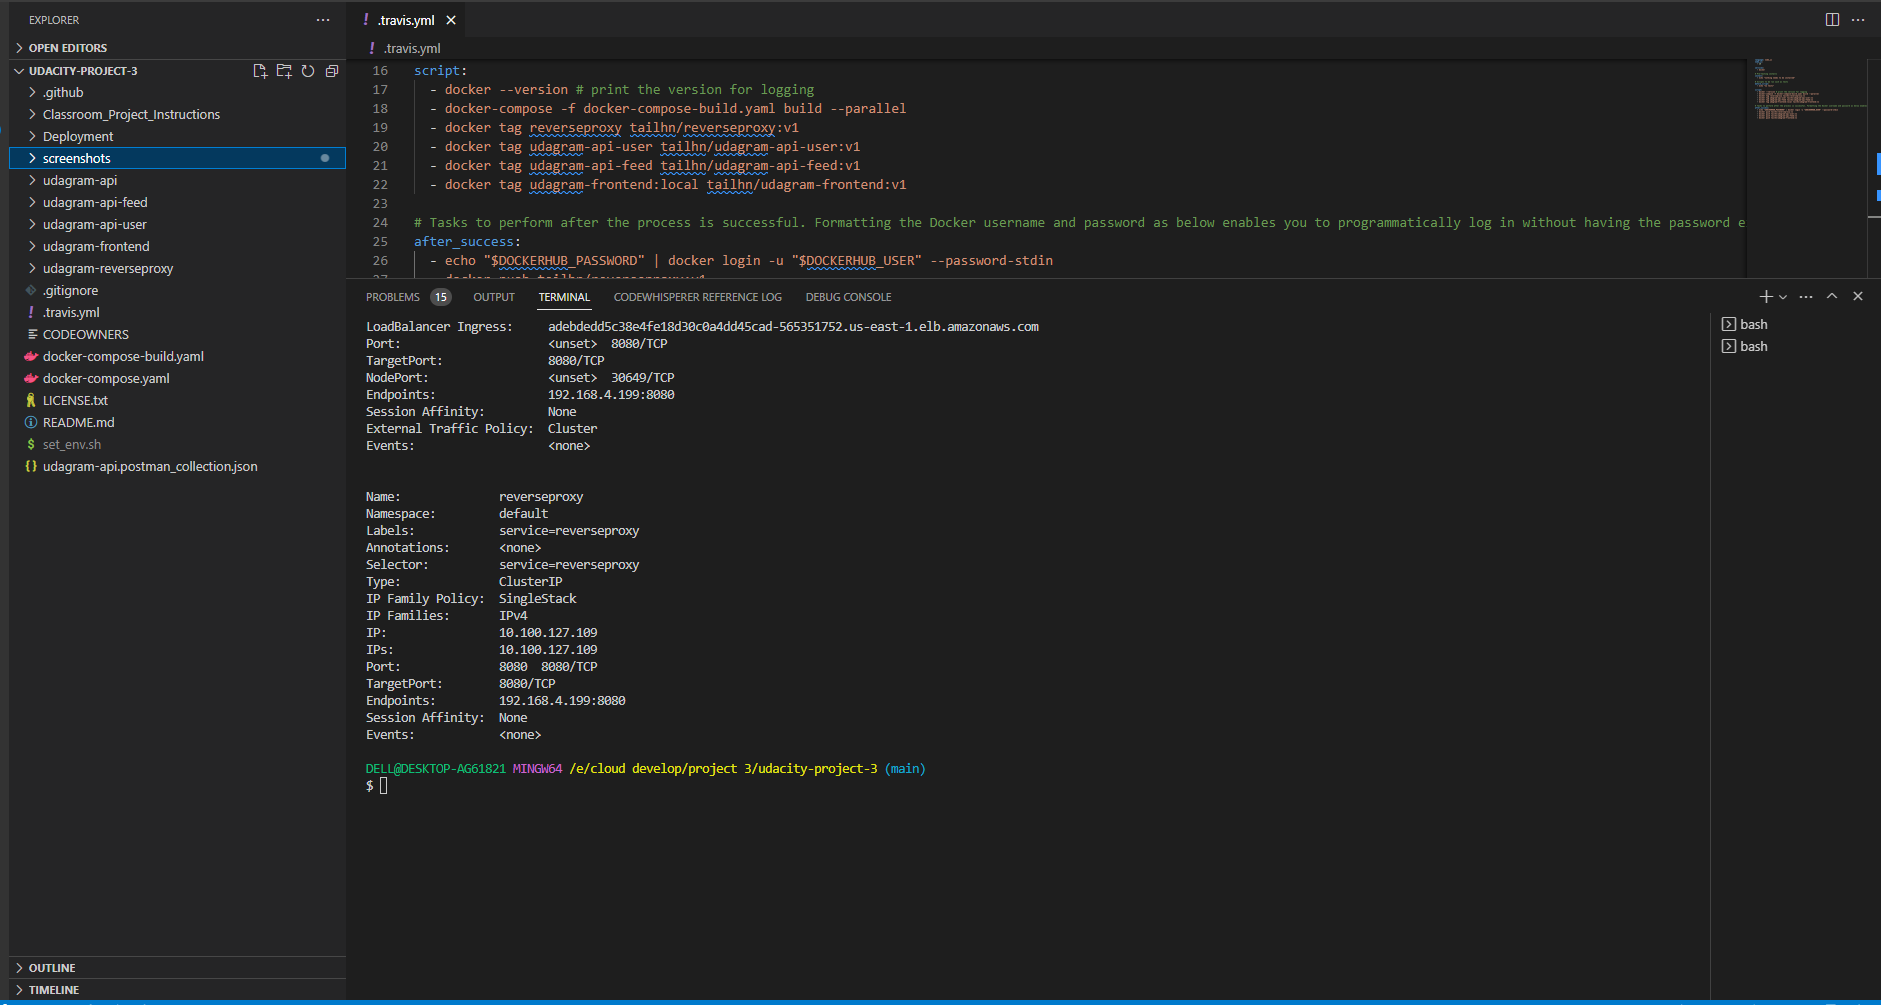 EXPLORER
OPEN EDITORS
UDACITY-PROJECT-3
.github
Classroom_Project_Instructions
Deployment
screenshots
udagram-api
udagram-api-feed
udagram-api-user
udagram-frontend
udagram-reverseproxy
.gitignore
.travis.yml
CODEOWNERS
docker-compose-build.yaml
docker-compose.yaml
LICENSE.txt
README.md
set_env.sh
udagram-api.postman_collection.json
OUTLINE
TIMELINE
.travis.yml
.travis.yml
16 script:
17 - docker --version # print the version for logging
18 - docker-compose -f docker-compose-build.yaml build --parallel
19 - docker tag reverseproxy tailhn/reverseproxy:v1
20 - docker tag udagram-api-user tailhn/udagram-api-user:v1
21 - docker tag udagram-api-feed tailhn/udagram-api-feed:v1
22 - docker tag udagram-frontend:local tailhn/udagram-frontend:v1
23
24 # Tasks to perform after the process is successful. Formatting the Docker username and password as below enables you to programmatically log in without having the password e
25 after_success:
26 - echo "$DOCKERHUB_PASSWORD" | docker login -u "$DOCKERHUB_USER" --password-stdin
PROBLEMS 15 OUTPUT TERMINAL CODEWHISPERER REFERENCE LOG DEBUG CONSOLE
LoadBalancer Ingress: adebdedd5c38e4fe18d30c0a4dd45cad-565351752.us-east-1.elb.amazonaws.com
Port: <unset> 8080/TCP
TargetPort: 8080/TCP
NodePort: <unset> 30649/TCP
Endpoints: 192.168.4.199:8080
Session Affinity: None
External Traffic Policy: Cluster
Events: <none>
Name: reverseproxy
Namespace: default
Labels: service=reverseproxy
Annotations: <none>
Selector: service=reverseproxy
Type: ClusterIP
IP Family Policy: SingleStack
IP Families: IPv4
IP: 10.100.127.109
IPs: 10.100.127.109
Port: 8080 8080/TCP
TargetPort: 8080/TCP
Endpoints: 192.168.4.199:8080
Session Affinity: None
Events: <none>
DELL@DESKTOP-AG61821 MINGW64 /e/cloud develop/project 3/udacity-project-3 (main)
$
bash
bash